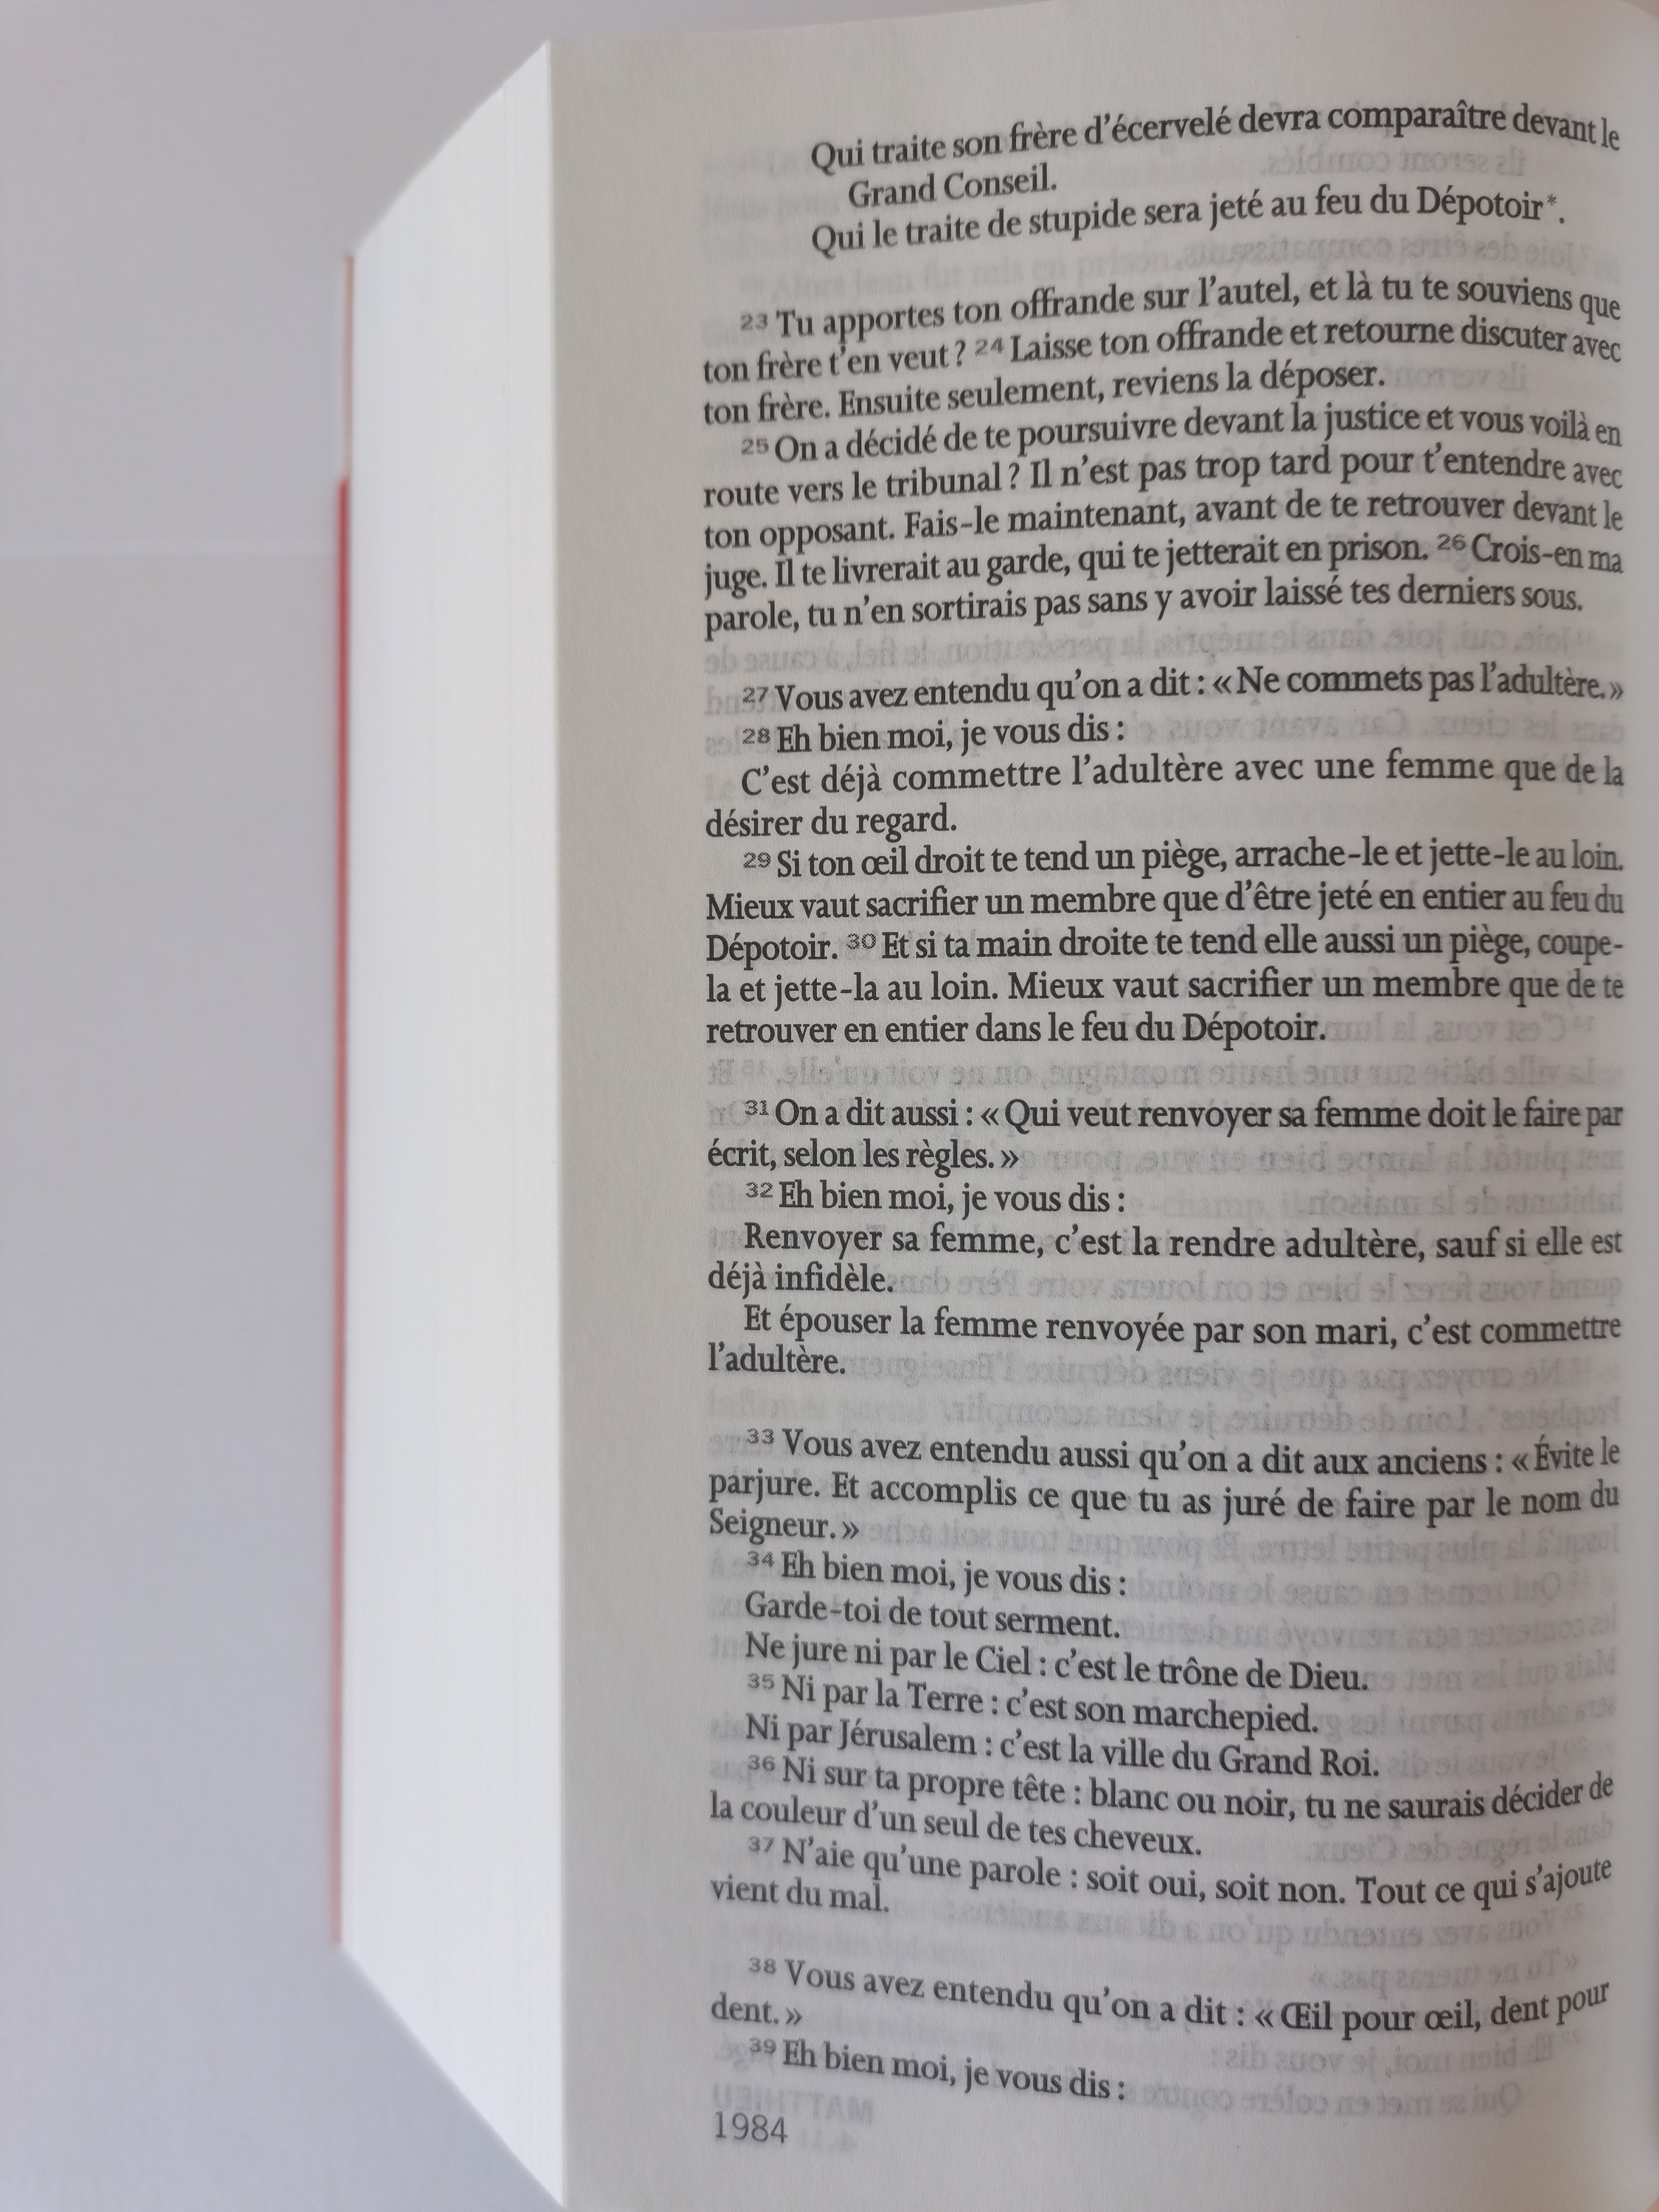 Qui traite son frère d'écervelé devra comparaître devant le
Grand Conseil.
Qui le traite de stupide sera jeté au feu du Dépotoir*.
23 Tu apportes ton offrande sur l'autel, et là tu te souviens que
ton frère t'en veut ? 24 Laisse ton offrande et retourne discuter avec
ton frère. Ensuite seulement, reviens la déposer.
25 On a décidé de te poursuivre devant la justice et vous voilà en
route vers le tribunal ? Il n'est pas trop tard pour t'entendre avec
ton opposant. Fais-le maintenant, avant de te retrouver devant le
juge. Il te livrerait au garde, qui te jetterait en prison. 26 Crois-en ma
parole, tu n'en sortirais pas sans y avoir laissé tes derniers sous.
27 Vous avez entendu qu'on a dit : « Ne commets pas l'adultère. »
28 Eh bien moi, je vous dis :
C'est déjà commettre l'adultère avec une femme que de la
désirer du regard.
29 Si ton œil droit te tend un piège, arrache-le et jette-le au loin.
Mieux vaut sacrifier un membre que d'être jeté en entier au feu du
Dépotoir. 30 Et si ta main droite te tend elle aussi un piège, coupe-
la et jette-la au loin. Mieux vaut sacrifier un membre que de te
retrouver en entier dans le feu du Dépotoir.
31 On a dit aussi : « Qui veut renvoyer sa femme doit le faire par
écrit, selon les règles. »
32 Eh bien moi, je vous dis :
Renvoyer sa femme, c'est la rendre adultère, sauf si elle est
déjà infidèle.
Et épouser la femme renvoyée par son mari, c'est commettre
l'adultère.
33 Vous avez entendu aussi qu'on a dit aux anciens : « Évite le
parjure. Et accomplis ce que tu as juré de faire par le nom du
Seigneur. »
34 Eh bien moi, je vous dis :
Garde-toi de tout serment.
Ne jure ni par le Ciel : c'est le trône de Dieu.
35 Ni par la Terre : c'est son marchepied.
Ni par Jérusalem : c'est la ville du Grand Roi.
36 Ni sur ta propre tête : blanc ou noir, tu ne saurais décider de
la couleur d'un seul de tes cheveux.
37 N'aie qu'une parole : soit oui, soit non. Tout ce qui s'ajoute
vient du mal.
38 Vous avez entendu qu'on a dit : « Œil pour œil, dent pour
dent. »
39 Eh bien moi, je vous dis :
1984